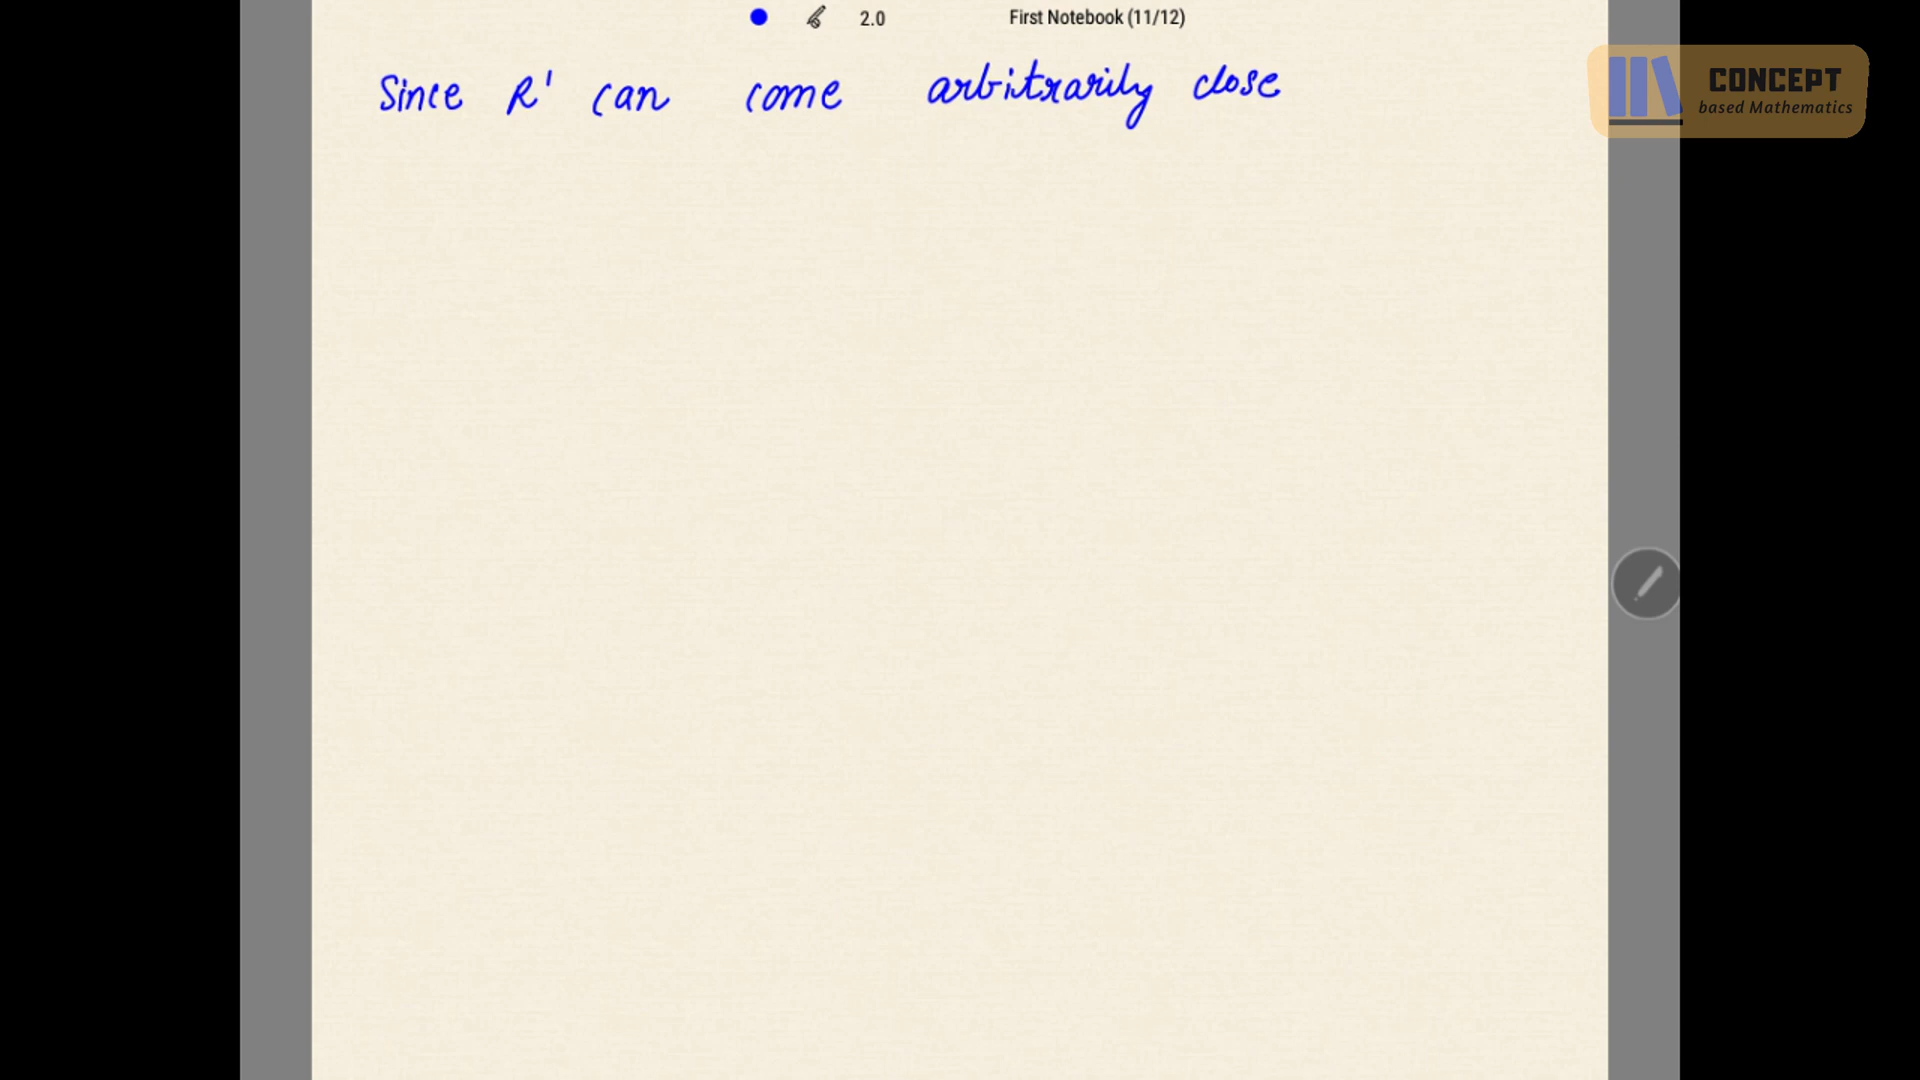 2.0 First Notebook (11/12)
Since R' can come arbitrarily close
CONCEPT
based Mathematics